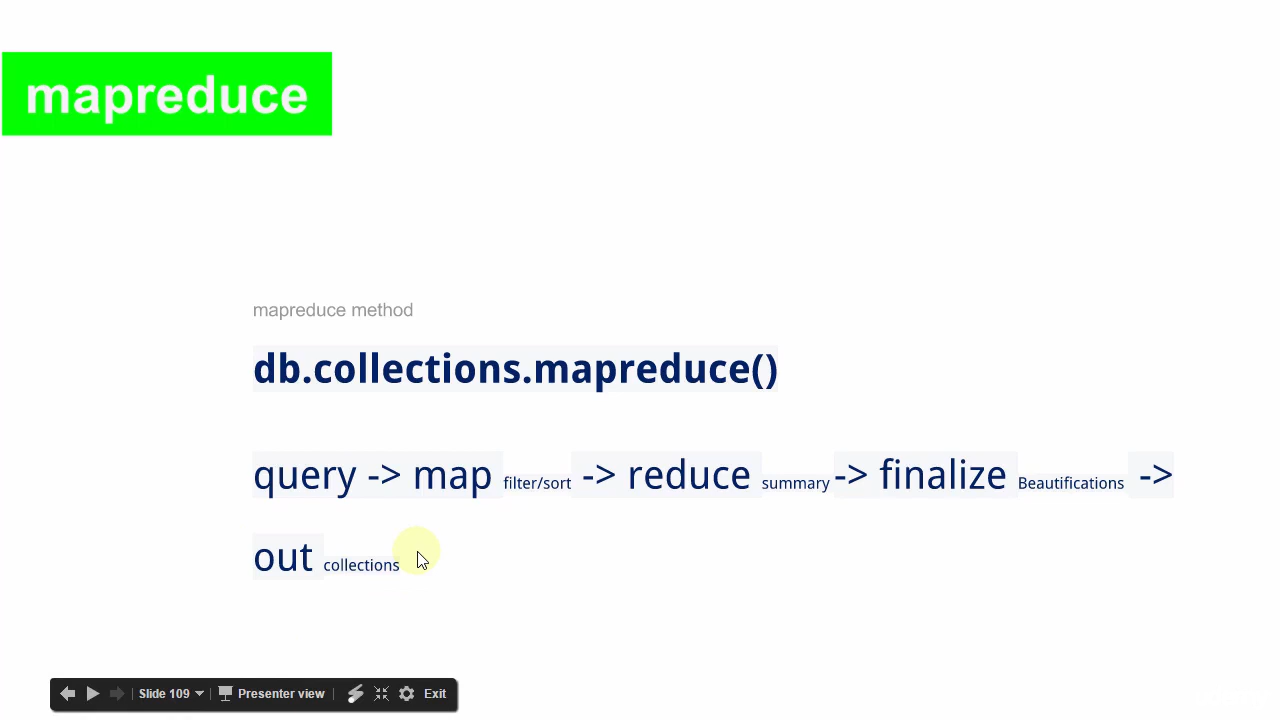 mapreduce
mapreduce method
db.collections.mapreduce()
query -> map filter/sort -> reduce summary -> finalize Beautifications ->
out collections
Slide 109 Presenter view Exit